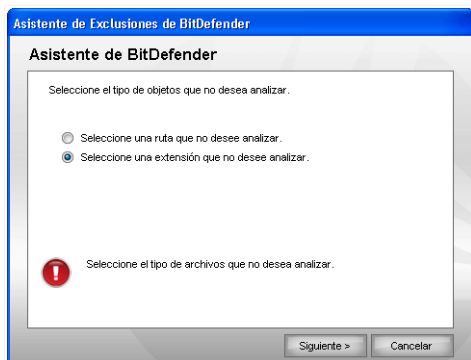 Asistente de Exclusiones de BitDefender
Asistente de BitDefender
Seleccione el tipo de objetos que no desea analizar.
Seleccione una ruta que no desee analizar.
Seleccione una extensión que no desee analizar.
Seleccione el tipo de archivos que no desea analizar.
Siguiente >
Cancelar